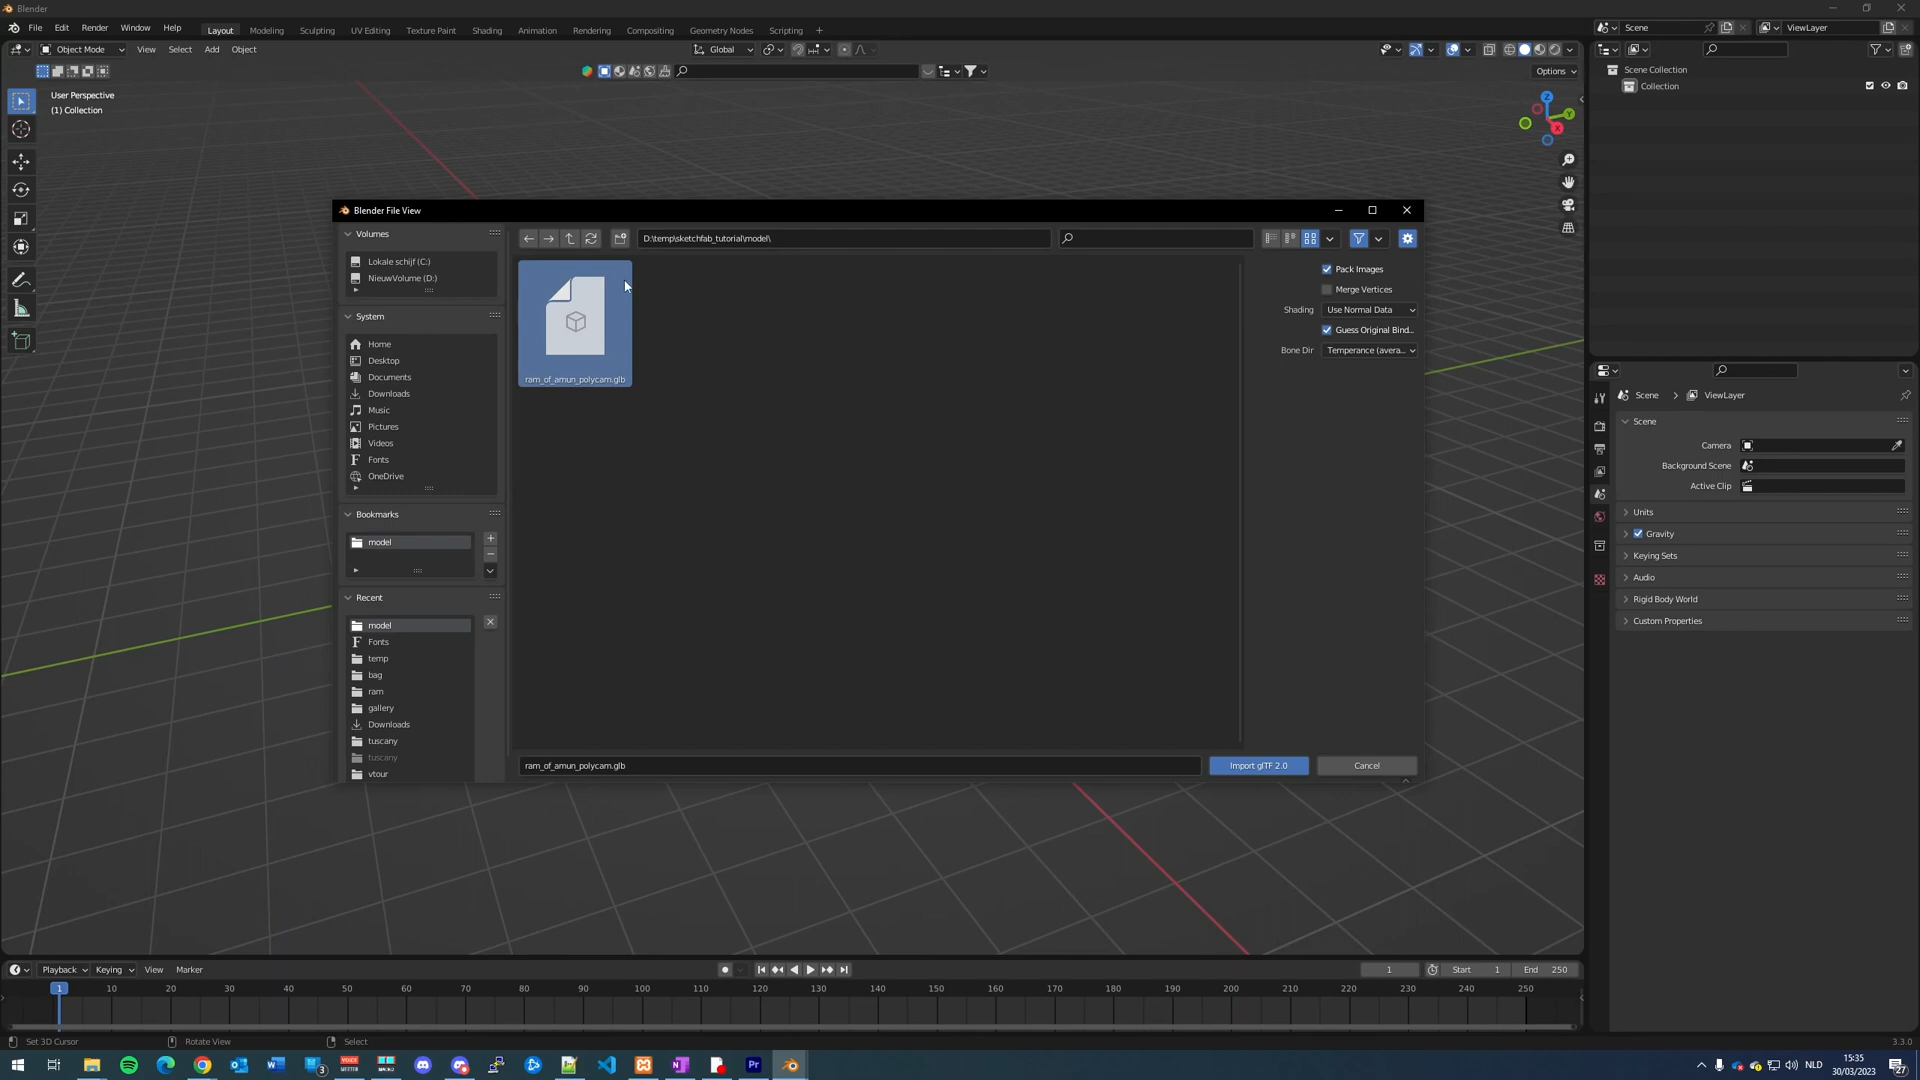 Blender
File Edit Render Window Help Layout Modeling Sculpting UV Editing Texture Paint Shading Animation Rendering Compositing Geometry Nodes Scripting + Scene ViewLayer
Object Mode View Select Add Object Global
Options
User Perspective
(1) Collection
Z
Y
X
Scene Collection
Collection
Blender File View
Volumes
Lokale schijf (C:)
NieuwVolume (D:)
System
Home
Desktop
Documents
Downloads
Music
Pictures
Videos
Fonts
OneDrive
Bookmarks
model
Recent
model
Fonts
temp
bag
ram
gallery
Downloads
tuscany
tuscany
vtour
D:\temp\sketchfab_tutorial\model\
ram_of_amun_polycam.glb
Pack Images
Merge Vertices
Shading Use Normal Data
Guess Original Bind...
Bone Dir Temperance (avera...
ram_of_amun_polycam.glb Import glTF 2.0 Cancel
Scene > ViewLayer
Scene
Camera
Background Scene
Active Clip
Units
Gravity
Keying Sets
Audio
Rigid Body World
Custom Properties
Playback Keying View Marker 1 Start 1 End 250
1 10 20 30 40 50 60 70 80 90 100 110 120 130 140 150 160 170 180 190 200 210 220 230 240 250
Set 3D Cursor Rotate View Select 3.3.0
NLD
15:35
30/03/2023
27